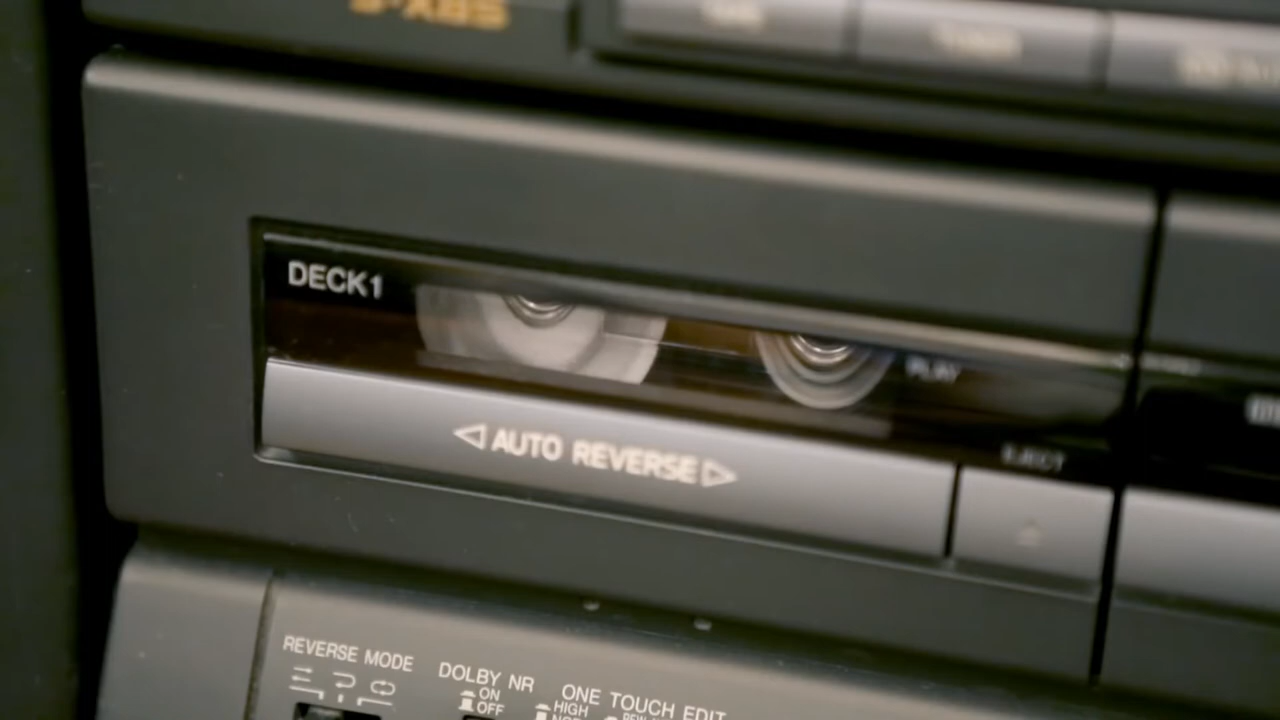 DECK1
PLAY
EJECT
◁ AUTO REVERSE ▷
REVERSE MODE
DOLBY NR
ON
OFF
ONE TOUCH EDIT
HIGH